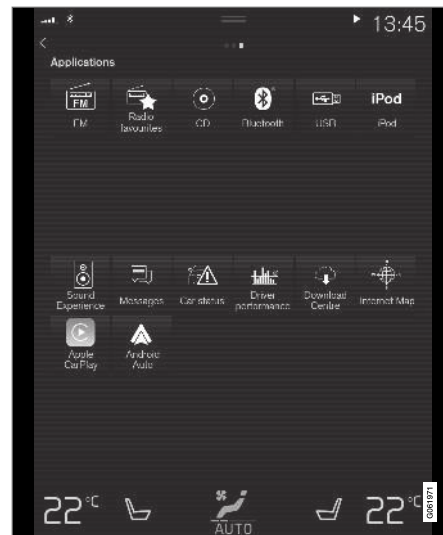 13:45
Applications
FM
FM
Radio
favourites
CD
Bluetooth
USB
iPod
iPod
Sound
Experience
Messages
Car status
Driver
performance
Download
Centre
Internet Map
Apple
CarPlay
Android
Auto
22°C
AUTO
22°C
G061971